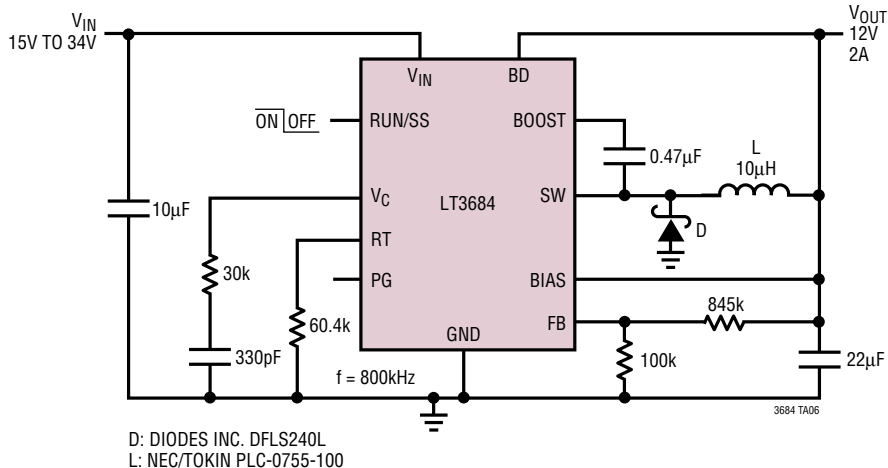 VIN
15V TO 34V
VOUT
12V
2A
VIN
BD
ON OFF
RUN/SS
BOOST
0.47µF
L
10µH
10µF
VC
LT3684
SW
D
RT
30k
PG
BIAS
60.4k
845k
FB
GND
330pF
f = 800kHz
100k
22µF
3684 TA06
D: DIODES INC. DFLS240L
L: NEC/TOKIN PLC-0755-100